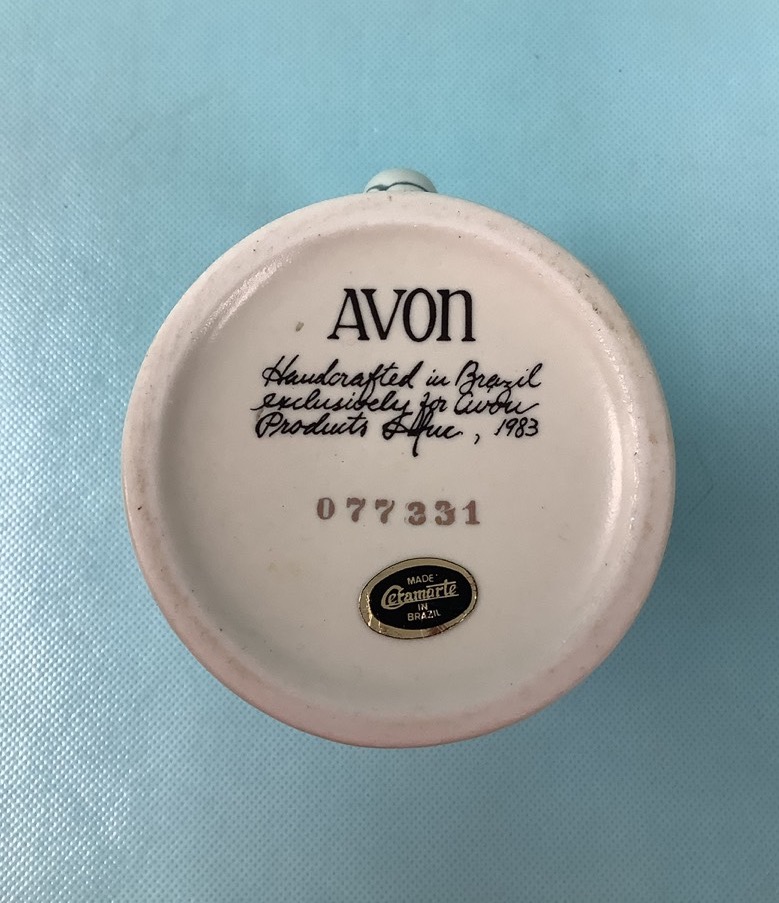 AVON
Handcrafted in Brazil
exclusively for Avon
Products Inc., 1983
077331
MADE
Ceramarte
IN
BRAZIL